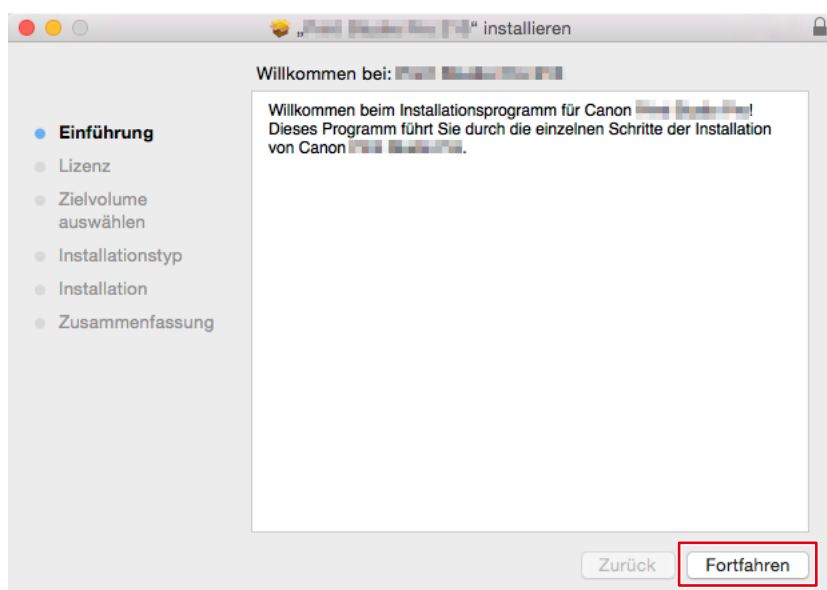 „ “ installieren
Willkommen bei:
Willkommen beim Installationsprogramm für Canon !
Dieses Programm führt Sie durch die einzelnen Schritte der Installation
von Canon .
Einführung
Lizenz
Zielvolume
auswählen
Installationstyp
Installation
Zusammenfassung
Zurück
Fortfahren